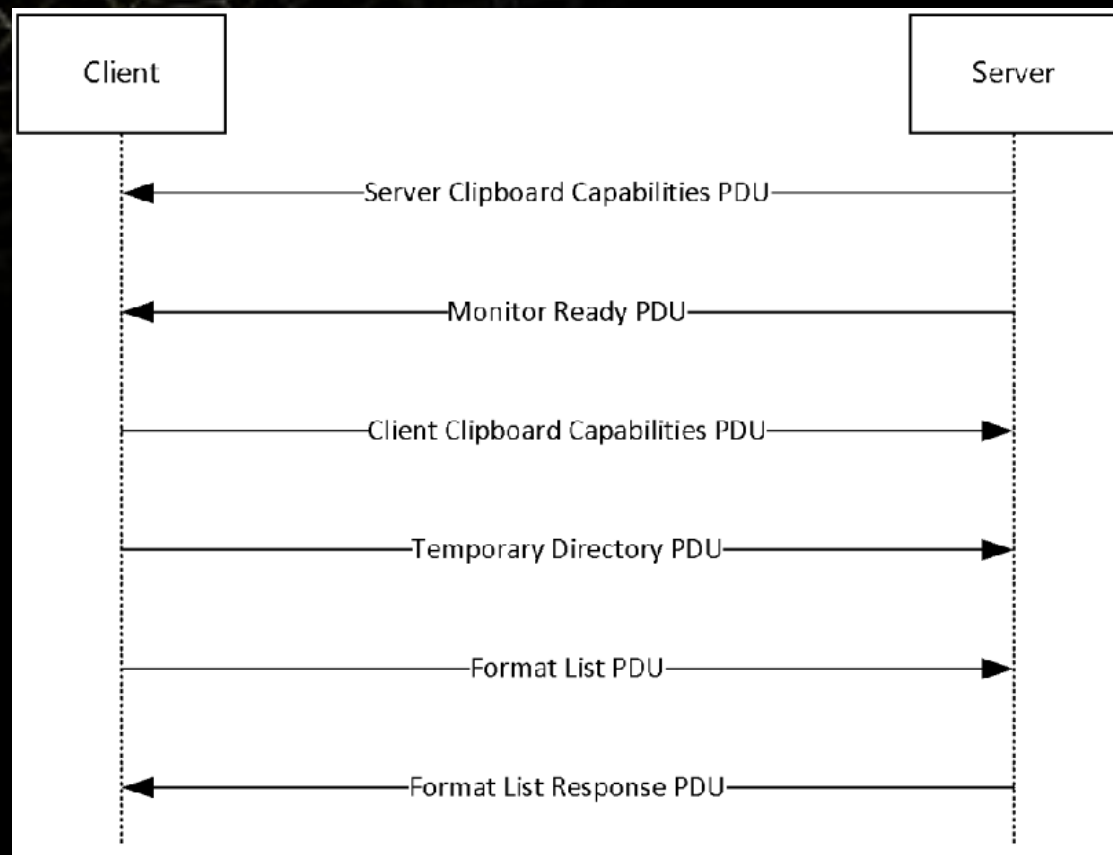 Client
Server
Server Clipboard Capabilities PDU
Monitor Ready PDU
Client Clipboard Capabilities PDU
Temporary Directory PDU
Format List PDU
Format List Response PDU